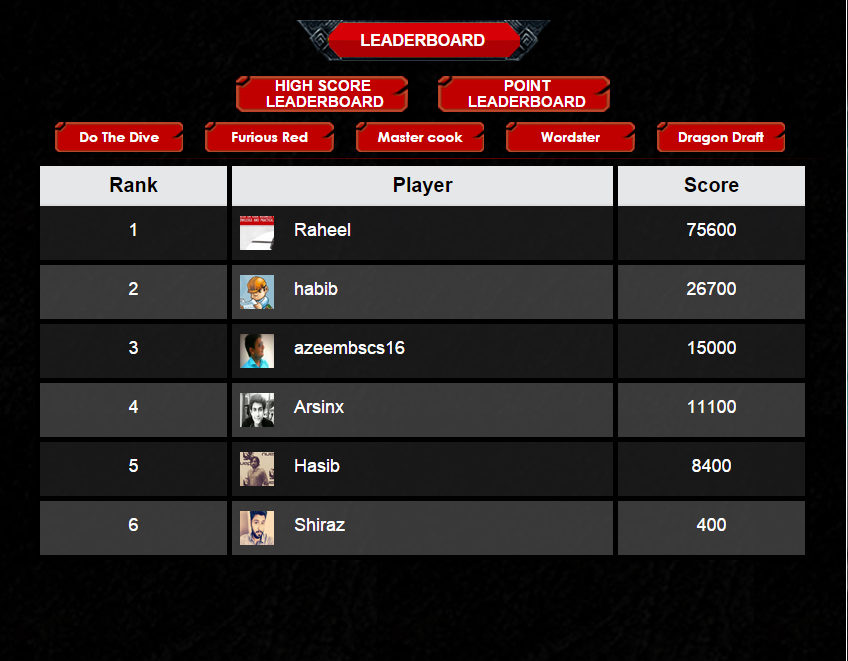 LEADERBOARD
HIGH SCORE
LEADERBOARD
POINT
LEADERBOARD
Do The Dive Furious Red Master cook Wordster Dragon Draft
Rank Player Score
1 Raheel 75600
2 habib 26700
3 azeembscs16 15000
4 Arsinx 11100
5 Hasib 8400
6 Shiraz 400